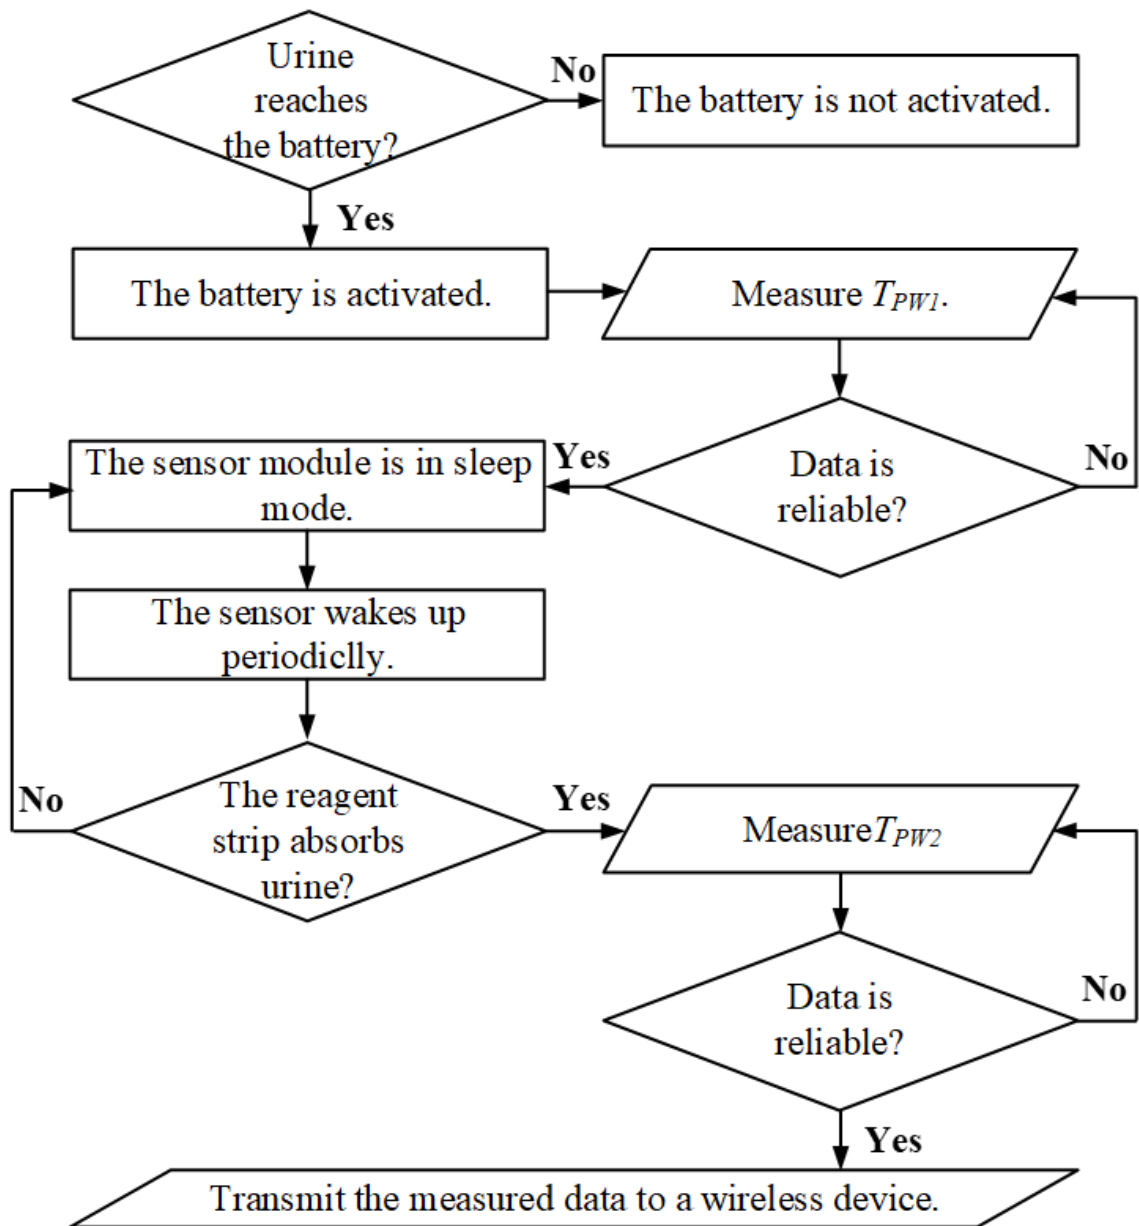 Urine
reaches
the battery?
No
The battery is not activated.
Yes
The battery is activated.
Measure TPW1.
Data is
reliable?
No
Yes
The sensor module is in sleep
mode.
The sensor wakes up
periodiclly.
The reagent
strip absorbs
urine?
No
Yes
MeasureTPW2
Data is
reliable?
No
Yes
Transmit the measured data to a wireless device.